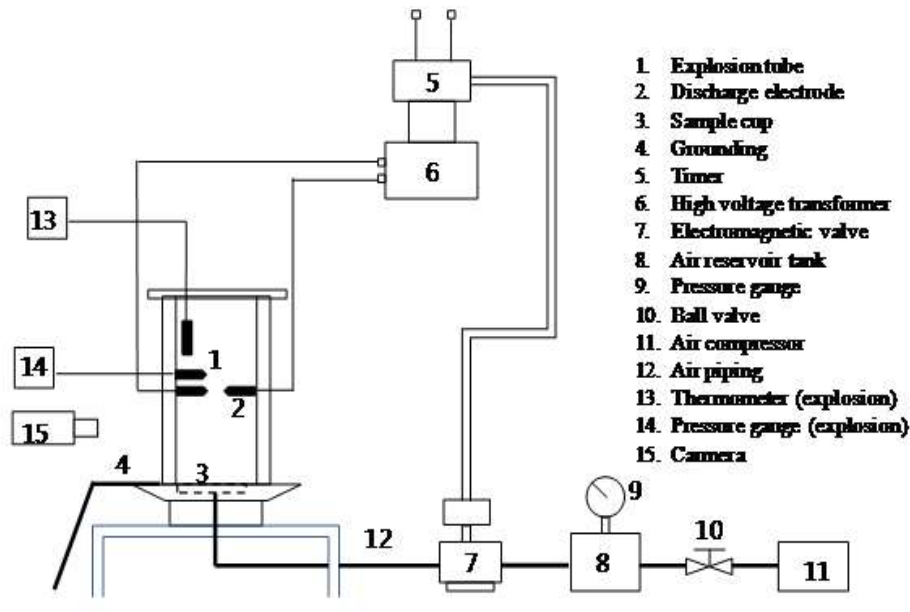 5
6
13
1
14
2
15
4
3
12
7
8
9
10
11
1. Explosion tube
2. Discharge electrode
3. Sample cup
4. Grounding
5. Timer
6. High voltage transformer
7. Electromagnetic valve
8. Air reservoir tank
9. Pressure gauge
10. Ball valve
11. Air compressor
12. Air piping
13. Thermometer (explosion)
14. Pressure gauge (explosion)
15. Camera